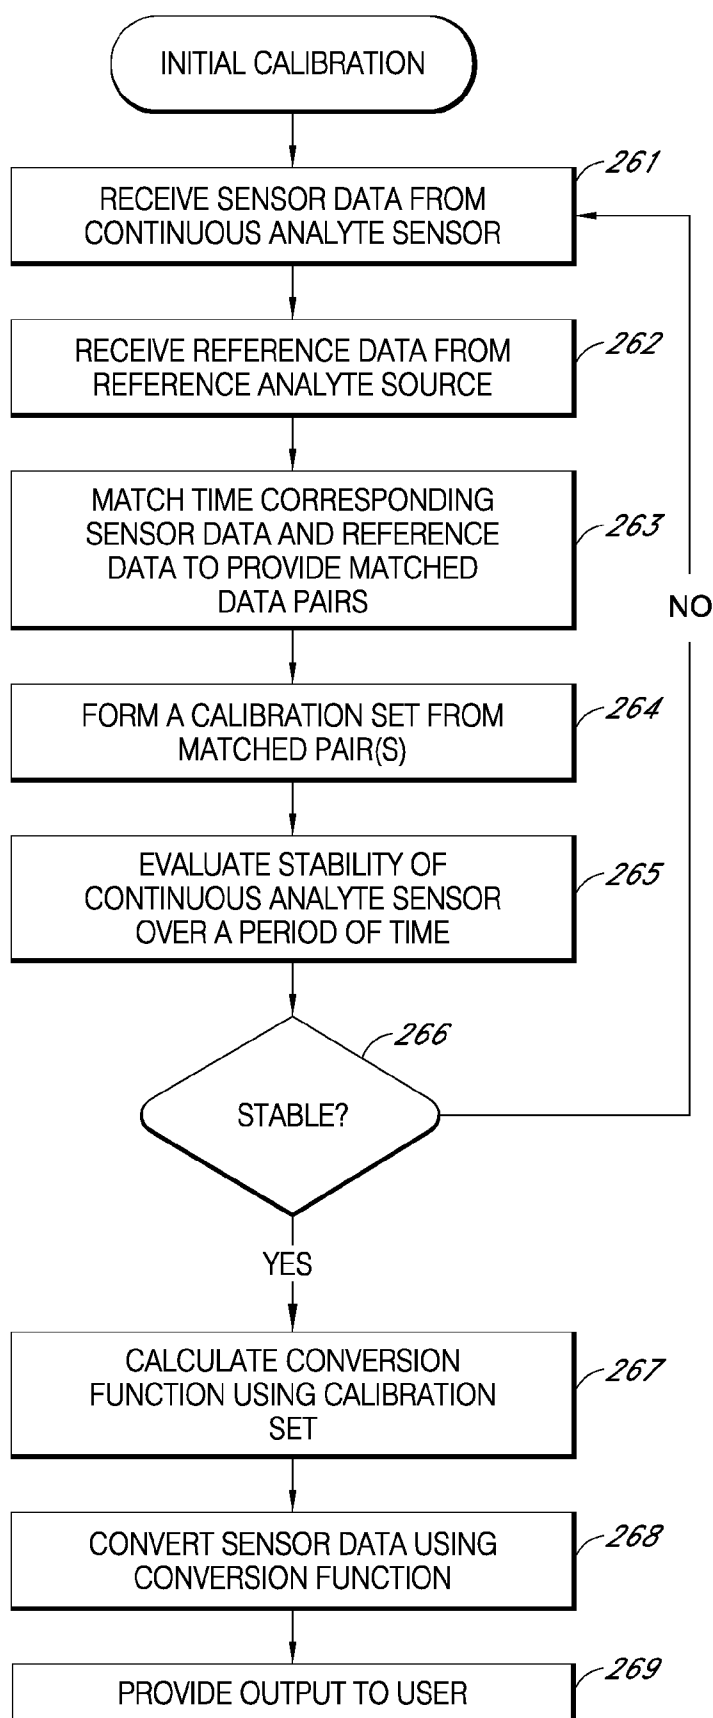 INITIAL CALIBRATION
261
RECEIVE SENSOR DATA FROM
CONTINUOUS ANALYTE SENSOR
262
RECEIVE REFERENCE DATA FROM
REFERENCE ANALYTE SOURCE
263
MATCH TIME CORRESPONDING
SENSOR DATA AND REFERENCE
DATA TO PROVIDE MATCHED
DATA PAIRS
NO
264
FORM A CALIBRATION SET FROM
MATCHED PAIR(S)
265
EVALUATE STABILITY OF
CONTINUOUS ANALYTE SENSOR
OVER A PERIOD OF TIME
266
STABLE?
YES
267
CALCULATE CONVERSION
FUNCTION USING CALIBRATION
SET
268
CONVERT SENSOR DATA USING
CONVERSION FUNCTION
269
PROVIDE OUTPUT TO USER